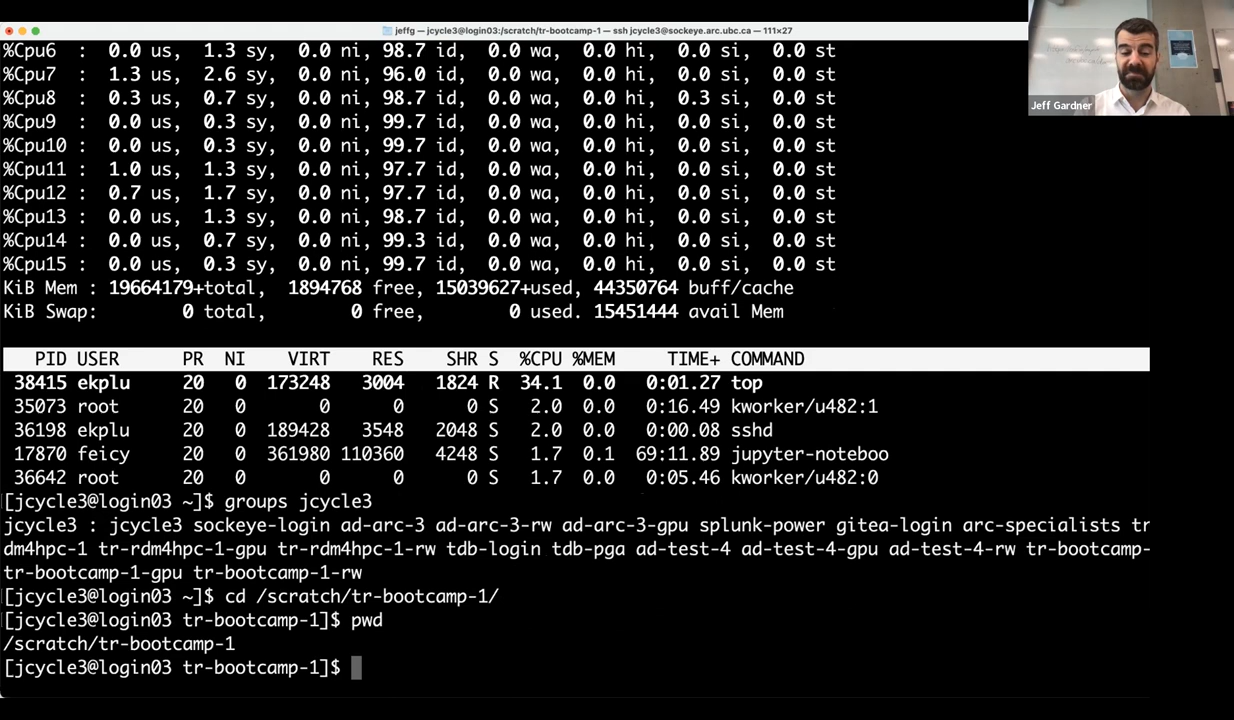 jeffg — jcycle3@login03:/scratch/tr-bootcamp-1 — ssh jcycle3@sockeye.arc.ubc.ca — 111×27
%Cpu6  :  0.0 us,  1.3 sy,  0.0 ni, 98.7 id,  0.0 wa,  0.0 hi,  0.0 si,  0.0 st
%Cpu7  :  1.3 us,  2.6 sy,  0.0 ni, 96.0 id,  0.0 wa,  0.0 hi,  0.0 si,  0.0 st
%Cpu8  :  0.3 us,  0.7 sy,  0.0 ni, 98.7 id,  0.0 wa,  0.0 hi,  0.3 si,  0.0 st
%Cpu9  :  0.0 us,  0.3 sy,  0.0 ni, 99.7 id,  0.0 wa,  0.0 hi,  0.0 si,  0.0 st
%Cpu10 :  0.0 us,  0.3 sy,  0.0 ni, 99.7 id,  0.0 wa,  0.0 hi,  0.0 si,  0.0 st
%Cpu11 :  1.0 us,  1.3 sy,  0.0 ni, 97.7 id,  0.0 wa,  0.0 hi,  0.0 si,  0.0 st
%Cpu12 :  0.7 us,  1.7 sy,  0.0 ni, 97.7 id,  0.0 wa,  0.0 hi,  0.0 si,  0.0 st
%Cpu13 :  0.0 us,  1.3 sy,  0.0 ni, 98.7 id,  0.0 wa,  0.0 hi,  0.0 si,  0.0 st
%Cpu14 :  0.0 us,  0.7 sy,  0.0 ni, 99.3 id,  0.0 wa,  0.0 hi,  0.0 si,  0.0 st
%Cpu15 :  0.0 us,  0.3 sy,  0.0 ni, 99.7 id,  0.0 wa,  0.0 hi,  0.0 si,  0.0 st
KiB Mem : 19664179+total,  1894768 free, 15039627+used, 44350764 buff/cache
KiB Swap:        0 total,        0 free,        0 used. 15451444 avail Mem
PID USER      PR  NI    VIRT    RES    SHR S  %CPU %MEM     TIME+ COMMAND
38415 ekplu     20   0  173248   3004   1824 R  34.1  0.0   0:01.27 top
35073 root      20   0       0      0      0 S   2.0  0.0   0:16.49 kworker/u482:1
36198 ekplu     20   0  189428   3548   2048 S   2.0  0.0   0:00.08 sshd
17870 feicy     20   0  361980 110360   4248 S   1.7  0.1  69:11.89 jupyter-noteboo
36642 root      20   0       0      0      0 S   1.7  0.0   0:05.46 kworker/u482:0
[jcycle3@login03 ~]$ groups jcycle3
jcycle3 : jcycle3 sockeye-login ad-arc-3 ad-arc-3-rw ad-arc-3-gpu splunk-power gitea-login arc-specialists tr
dm4hpc-1 tr-rdm4hpc-1-gpu tr-rdm4hpc-1-rw tdb-login tdb-pga ad-test-4 ad-test-4-gpu ad-test-4-rw tr-bootcamp-
tr-bootcamp-1-gpu tr-bootcamp-1-rw
[jcycle3@login03 ~]$ cd /scratch/tr-bootcamp-1/
[jcycle3@login03 tr-bootcamp-1]$ pwd
/scratch/tr-bootcamp-1
[jcycle3@login03 tr-bootcamp-1]$
Jeff Gardner